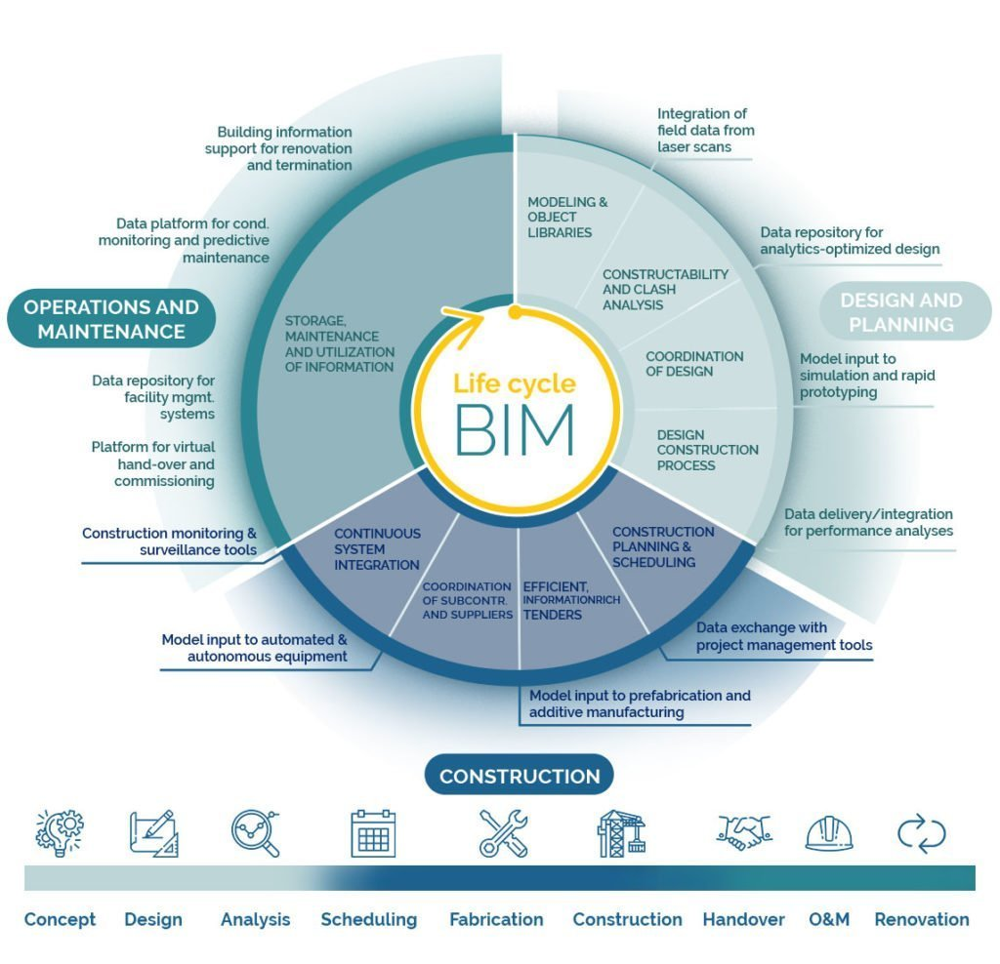 Building information
support for renovation
and termination
Data platform for cond.
monitoring and predictive
maintenance
OPERATIONS AND
MAINTENANCE
Data repository for
facility mgmt.
systems
Platform for virtual
hand-over and
commissioning
STORAGE,
MAINTENANCE
AND UTILIZATION
OF INFORMATION
Life cycle
BIM
MODELING &
OBJECT
LIBRARIES
CONSTRUCTABILITY
AND CLASH
ANALYSIS
COORDINATION
OF DESIGN
DESIGN
CONSTRUCTION
PROCESS
Integration of
field data from
laser scans
Data repository for
analytics-optimized design
DESIGN AND
PLANNING
Model input to
simulation and rapid
prototyping
Data delivery/integration
for performance analyses
CONSTRUCTION
PLANNING &
SCHEDULING
EFFICIENT,
INFORMATIONRICH
TENDERS
COORDINATION
OF SUBCONTR.
AND SUPPLIERS
CONTINUOUS
SYSTEM
INTEGRATION
Construction monitoring &
surveillance tools
Model input to automated &
autonomous equipment
Data exchange with
project management tools
Model input to prefabrication and
additive manufacturing
CONSTRUCTION
Concept
Design
Analysis
Scheduling
Fabrication
Construction
Handover
O&M
Renovation